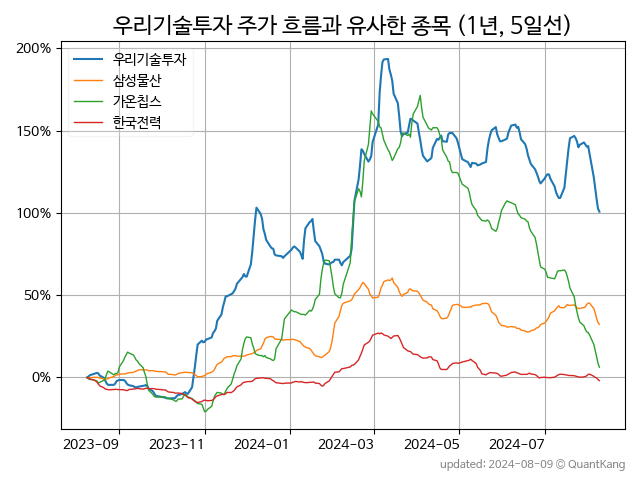 우리기술투자 주가 흐름과 유사한 종목 (1년, 5일선)
우리기술투자
삼성물산
가온칩스
한국전력
200%
150%
100%
50%
0%
2023-09 2023-11 2024-01 2024-03 2024-05 2024-07
updated: 2024-08-09 © QuantKang